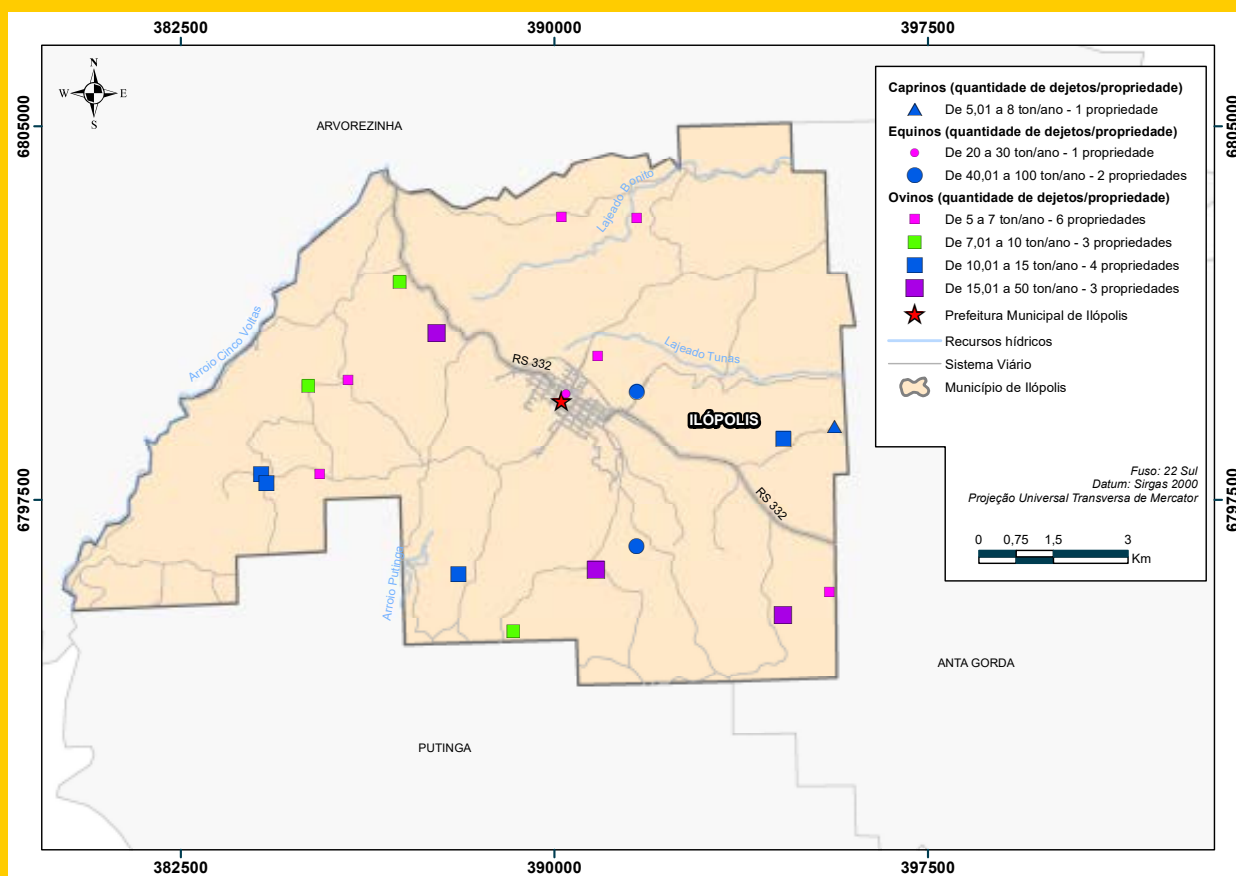 382500
390000
397500
N
W
E
S
6805000
6805000
ARVOREZINHA
Caprinos (quantidade de dejetos/propriedade)
De 5,01 a 8 ton/ano - 1 propriedade
Equinos (quantidade de dejetos/propriedade)
De 20 a 30 ton/ano - 1 propriedade
De 40,01 a 100 ton/ano - 2 propriedades
Ovinos (quantidade de dejetos/propriedade)
De 5 a 7 ton/ano - 6 propriedades
De 7,01 a 10 ton/ano - 3 propriedades
De 10,01 a 15 ton/ano - 4 propriedades
De 15,01 a 50 ton/ano - 3 propriedades
Prefeitura Municipal de Ilópolis
Recursos hídricos
Sistema Viário
Município de Ilópolis
Lajeado Bonito
Arroio Cinco Voltas
RS 332
Lajeado Tunas
ILÓPOLIS
Fuso: 22 Sul
Datum: Sirgas 2000
Projeção Universal Transversa de Mercator
6797500
6797500
RS 332
0 0,75 1,5 3
Km
Arroio Putinga
ANTA GORDA
PUTINGA
382500
390000
397500